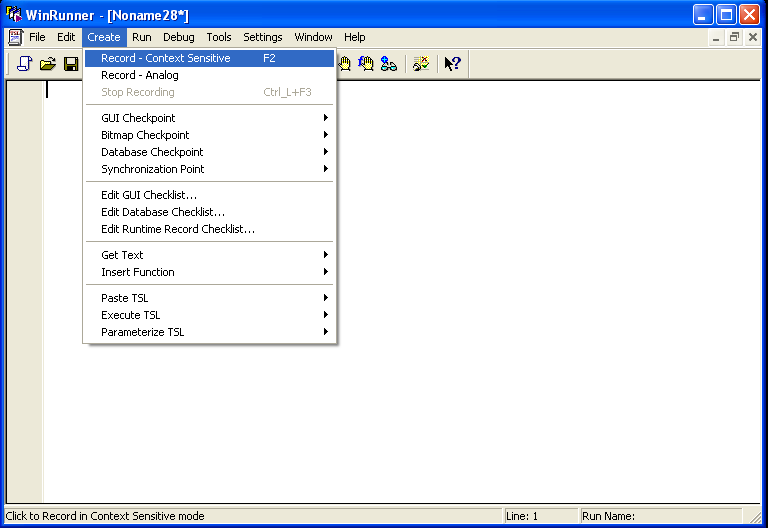 WinRunner - [Noname28*]
File Edit Create Run Debug Tools Settings Window Help
Record - Context Sensitive F2
Record - Analog
Stop Recording Ctrl_L+F3
GUI Checkpoint
Bitmap Checkpoint
Database Checkpoint
Synchronization Point
Edit GUI Checklist...
Edit Database Checklist...
Edit Runtime Record Checklist...
Get Text
Insert Function
Paste TSL
Execute TSL
Parameterize TSL
Click to Record in Context Sensitive mode Line: 1 Run Name: